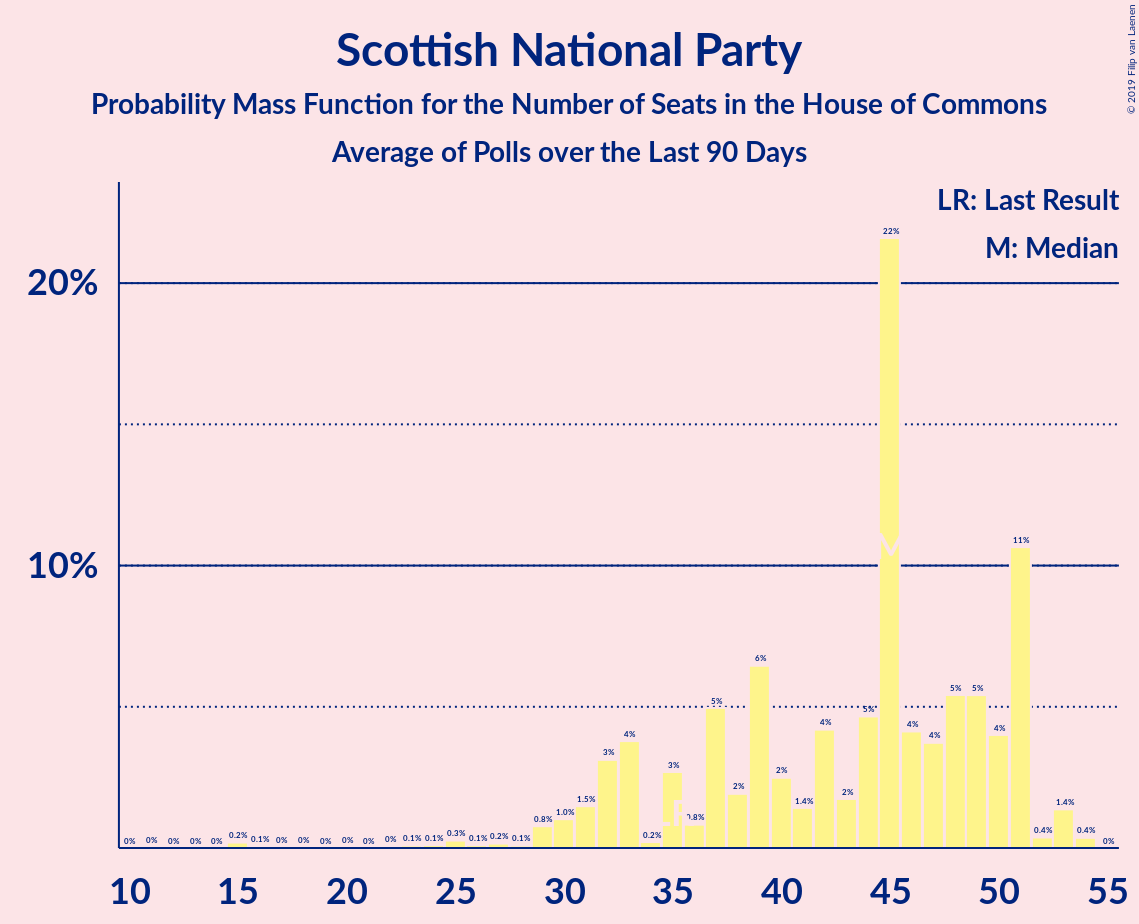 Scottish National Party
Probability Mass Function for the Number of Seats in the House of Commons
Average of Polls over the Last 90 Days
© 2019 Filip van Laenen
LR: Last Result
M: Median
20%
10%
0% 0% 0% 0% 0% 0.2% 0.1% 0% 0% 0% 0% 0% 0% 0.1% 0.1% 0.3% 0.1% 0.2% 0.1% 0.8% 1.0% 1.5% 3% 4% 0.2% 3% 0.8% 5% 2% 6% 2% 1.4% 4% 2% 5% 22% 4% 4% 5% 5% 4% 11% 0.4% 1.4% 0.4% 0%
10 15 20 25 30 35 40 45 50 55